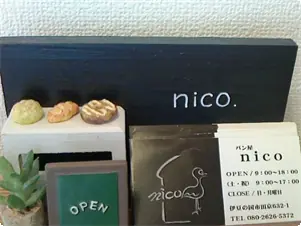 nico.
OPEN
nico
パン屋
nico
OPEN / 9:00〜18:00
(土・祝) 9:00〜17:00
CLOSE / 日・月曜日
伊豆の国市田京632-1
TEL 080-2626-5372